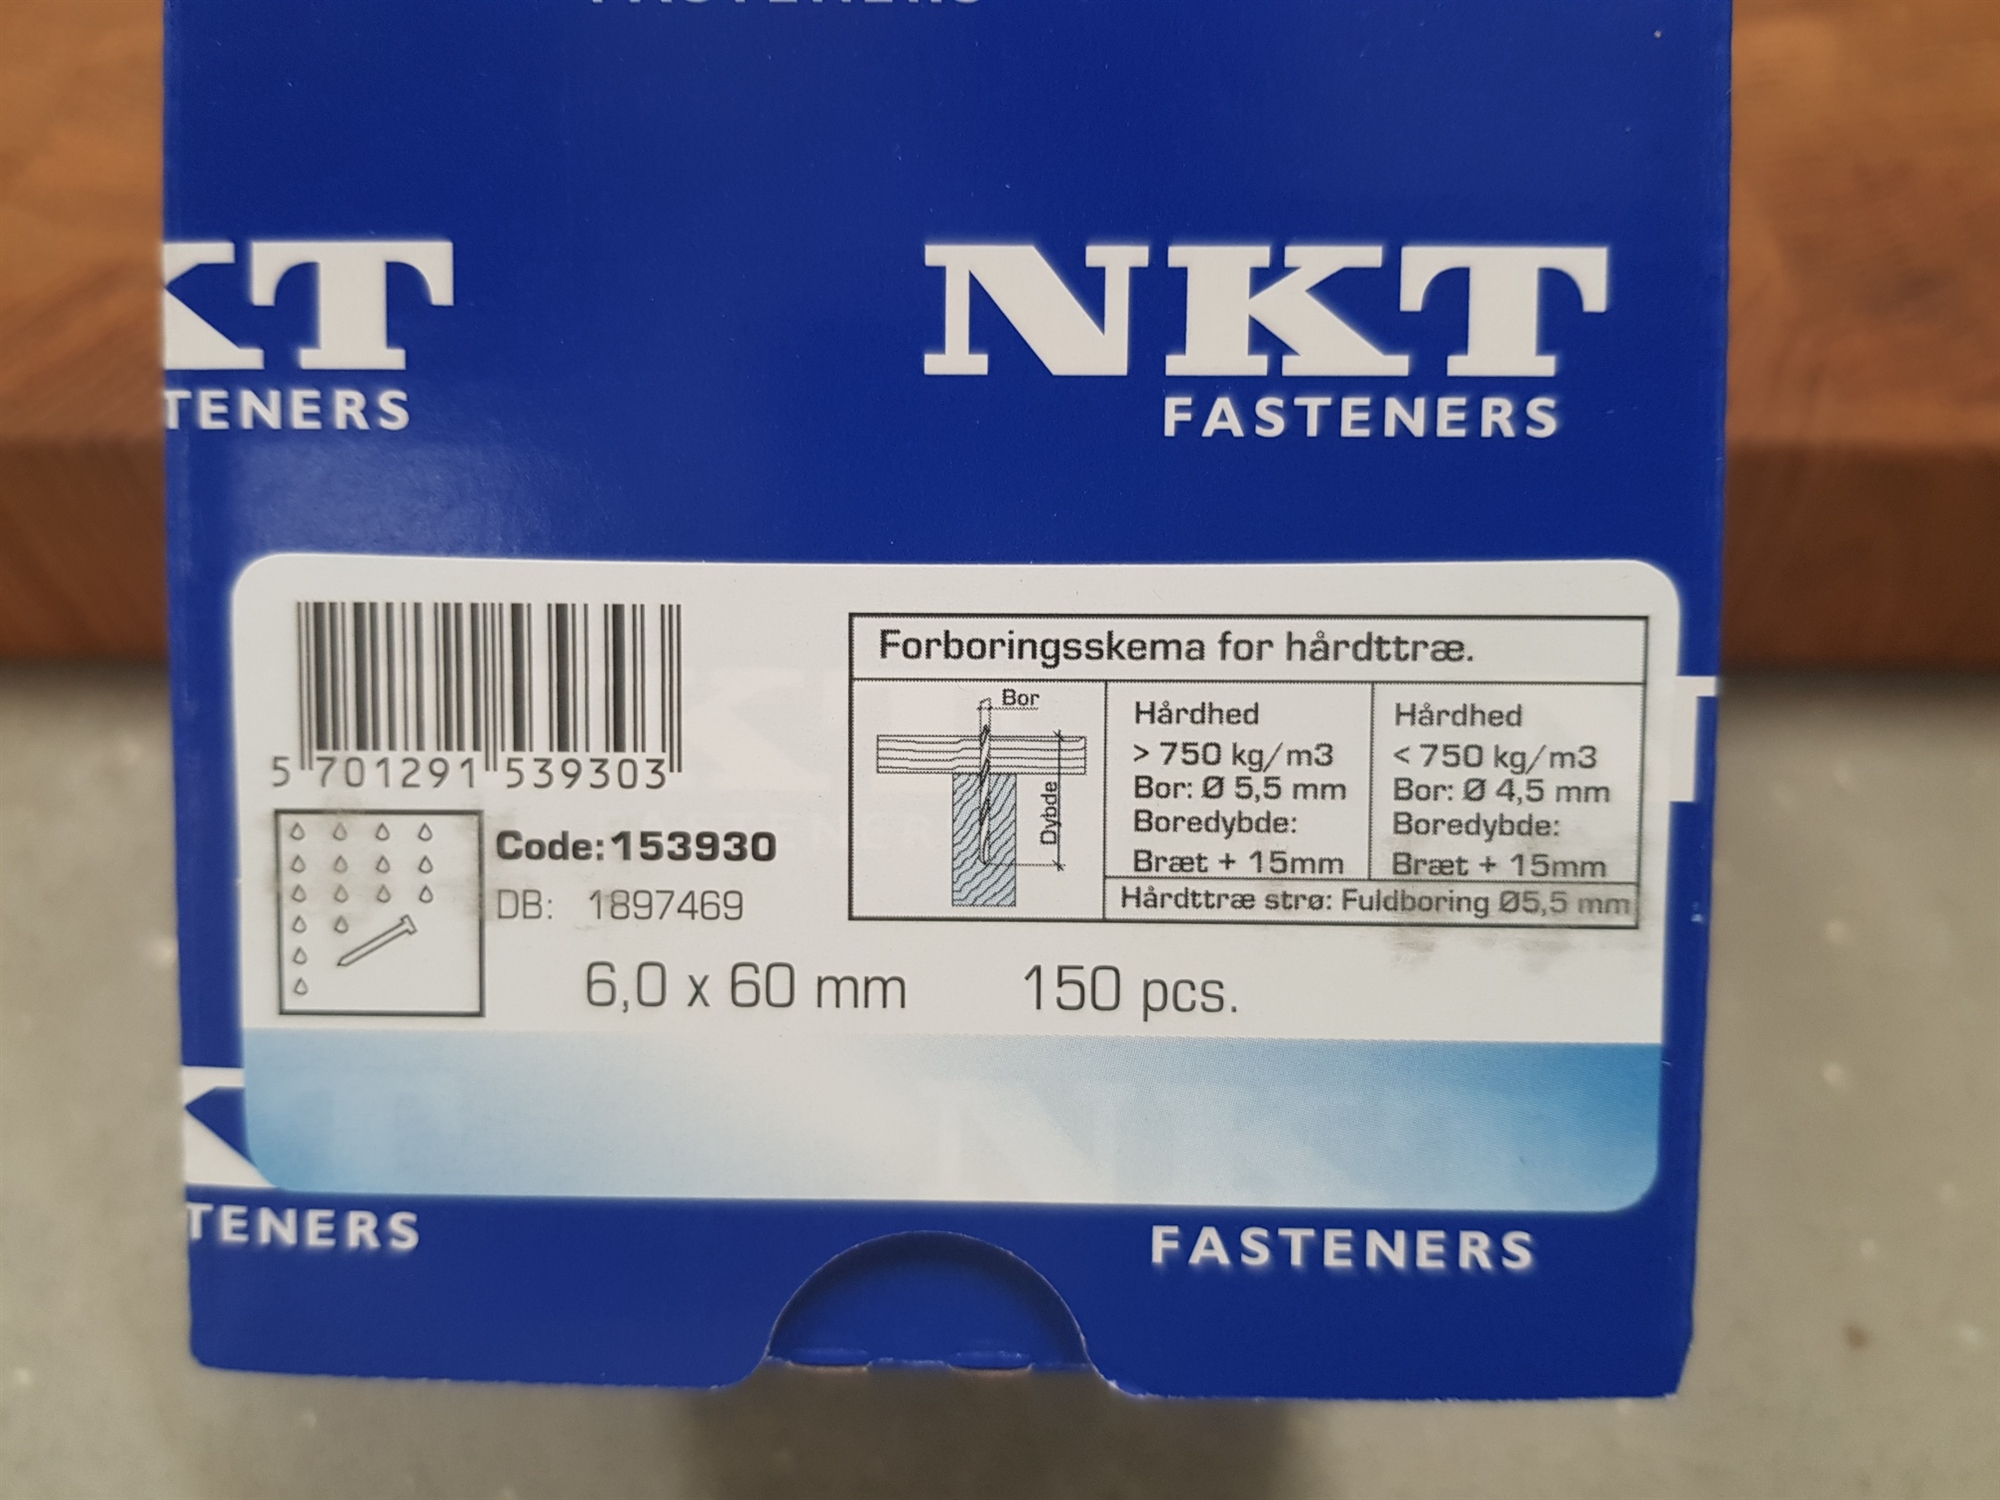 FASTENERS
KT
TENERS
NKT
FASTENERS
5 701291 539303
Code: 153930
DB: 1897469
6,0 x 60 mm 150 pcs.
Forboringsskema for hårdttræ.
Bor
Dybde
Hårdhed
> 750 kg/m3
Bor: Ø 5,5 mm
Boredybde:
Bræt + 15mm
Hårdhed
< 750 kg/m3
Bor: Ø 4,5 mm
Boredybde:
Bræt + 15mm
Hårdttræ strø: Fuldboring Ø5,5 mm
TENERS
FASTENERS